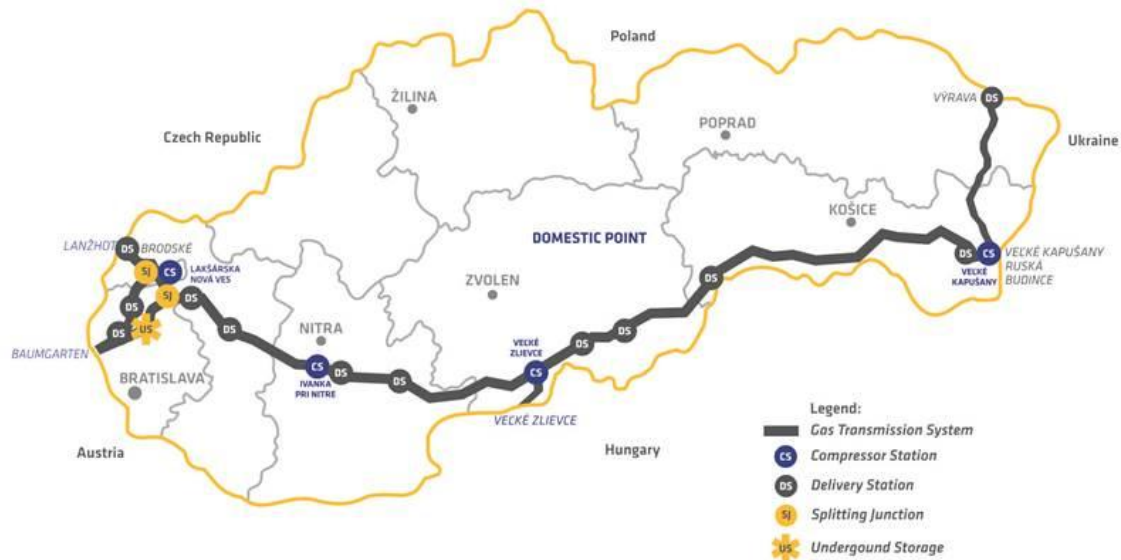 Poland
ŽILINA
Czech Republic
POPRAD
VÝRAVA
DS
Ukraine
KOŠICE
LANŽHOT
DS
BRODSKÉ
SJ
CS
LAKŠÁRSKA
NOVÁ VES
DOMESTIC POINT
DS
CS
VEĽKÉ KAPUŠANY
RUSKÁ
BUDINCE
VEĽKÉ
KAPUŠANY
ZVOLEN
DS
SJ
DS
DS
DS
US
DS
NITRA
DS
DS
BAUMGARTEN
BRATISLAVA
CS
DS
IVANKA
PRI NITRE
DS
VEĽKÉ
ZLIEVCE
CS
VEĽKÉ ZLIEVCE
Austria
Hungary
Legend:
Gas Transmission System
CS Compressor Station
DS Delivery Station
SJ Splitting Junction
US Undergound Storage